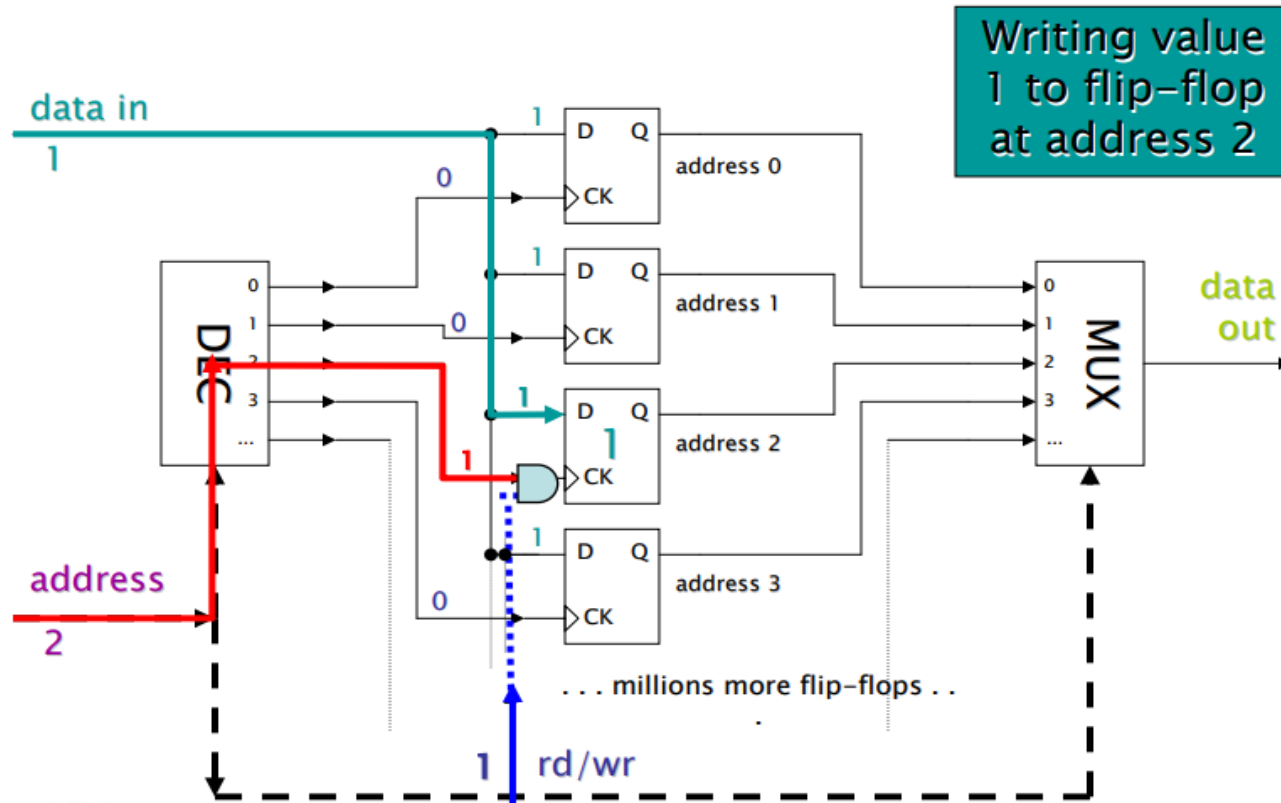 Writing value
1 to flip-flop
at address 2
data in
1
1
D
Q
address 0
0
CK
1
D
Q
address 1
0
CK
DEC
0
1
2
3
...
1
D
Q
1
address 2
1
CK
1
D
Q
address 3
0
CK
MUX
0
1
2
3
...
data
out
address
2
. . . millions more flip-flops . .
.
1
rd/wr